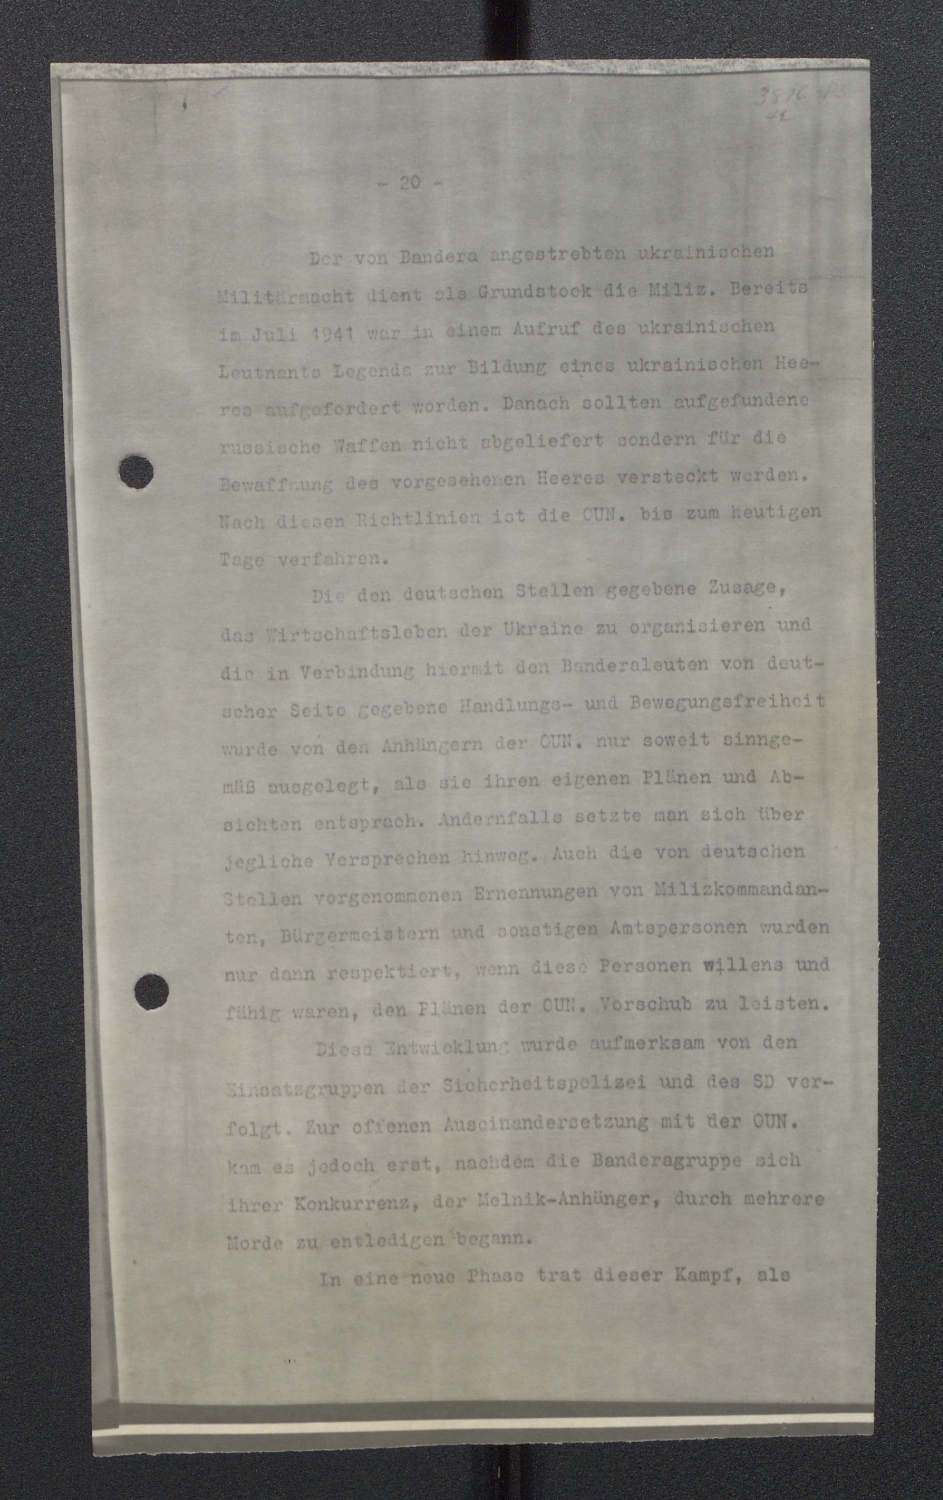 3876
- 20 -
Der von Bandera angestrebten ukrainischen
Militärmacht dient als Grundstock die Miliz. Bereits
im Juli 1941 war in einem Aufruf des ukrainischen
Leutnants Legenda zur Bildung eines ukrainischen Hee-
res aufgefordert worden. Danach sollten aufgefundene
russische Waffen nicht abgeliefert sondern für die
Bewaffnung des vorgesehenen Heeres versteckt werden.
Nach diesen Richtlinien ist die OUN. bis zum heutigen
Tage verfahren.
Die den deutschen Stellen gegebene Zusage,
das Wirtschaftsleben der Ukraine zu organisieren und
die in Verbindung hiermit den Banderaleuten von deut-
scher Seite gegebene Handlungs- und Bewegungsfreiheit
wurde von den Anhängern der OUN. nur soweit sinnge-
mäß ausgelegt, als sie ihren eigenen Plänen und Ab-
sichten entsprach. Andernfalls setzte man sich über
jegliche Versprechen hinweg. Auch die von deutschen
Stellen vorgenommenen Ernennungen von Milizkommandan-
ten, Bürgermeistern und sonstigen Amtspersonen wurden
nur dann respektiert, wenn diese Personen willens und
fähig waren, den Plänen der OUN. Vorschub zu leisten.
Diese Entwicklung wurde aufmerksam von den
Einsatzgruppen der Sicherheitspolizei und des SD ver-
folgt. Zur offenen Auseinandersetzung mit der OUN.
kam es jedoch erst, nachdem die Banderagruppe sich
ihrer Konkurrenz, der Melnik-Anhänger, durch mehrere
Morde zu entledigen begann.
In eine neue Phase trat dieser Kampf, als